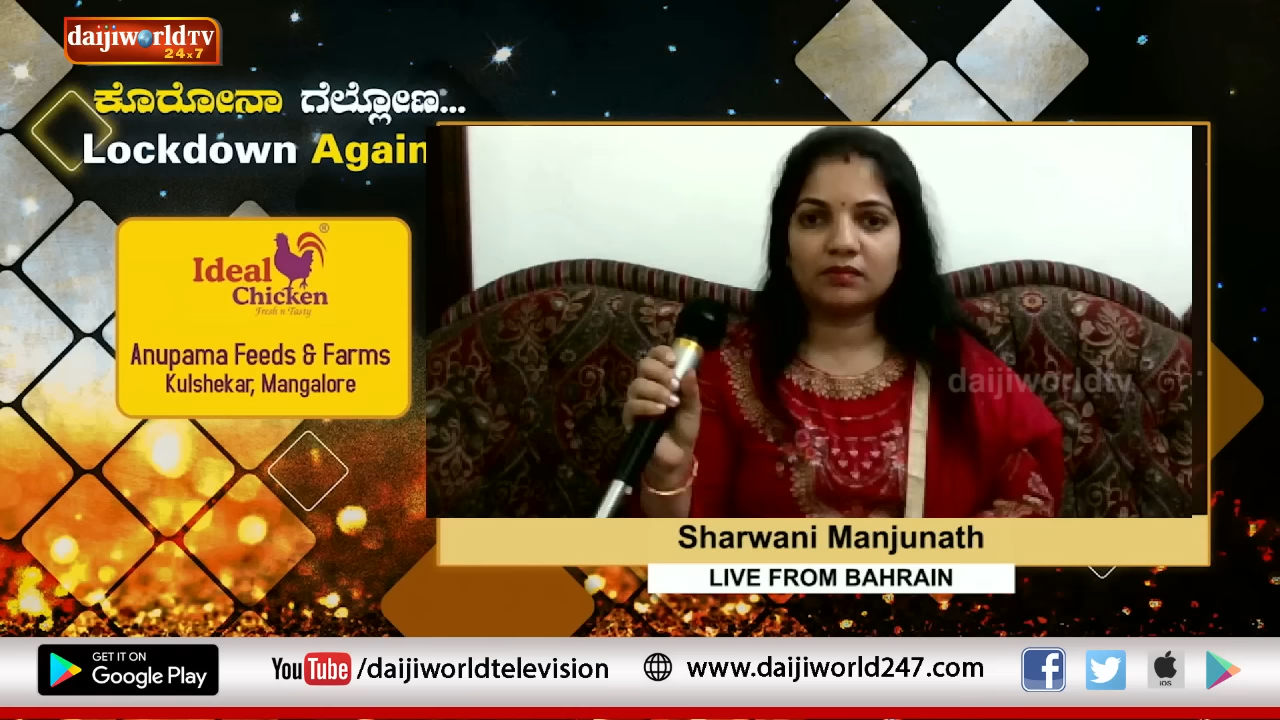 daijiworldTV
24x7
ಕೊರೋನಾ ಗೆಲ್ಲೋಣ...
Lockdown Again
®
Ideal
Chicken
Fresh n Tasty
Anupama Feeds & Farms
Kulshekar, Mangalore
daijiworldtv
Sharwani Manjunath
LIVE FROM BAHRAIN
GET IT ON
Google Play
YouTube /daijiworldtelevision
www.daijiworld247.com
iOS